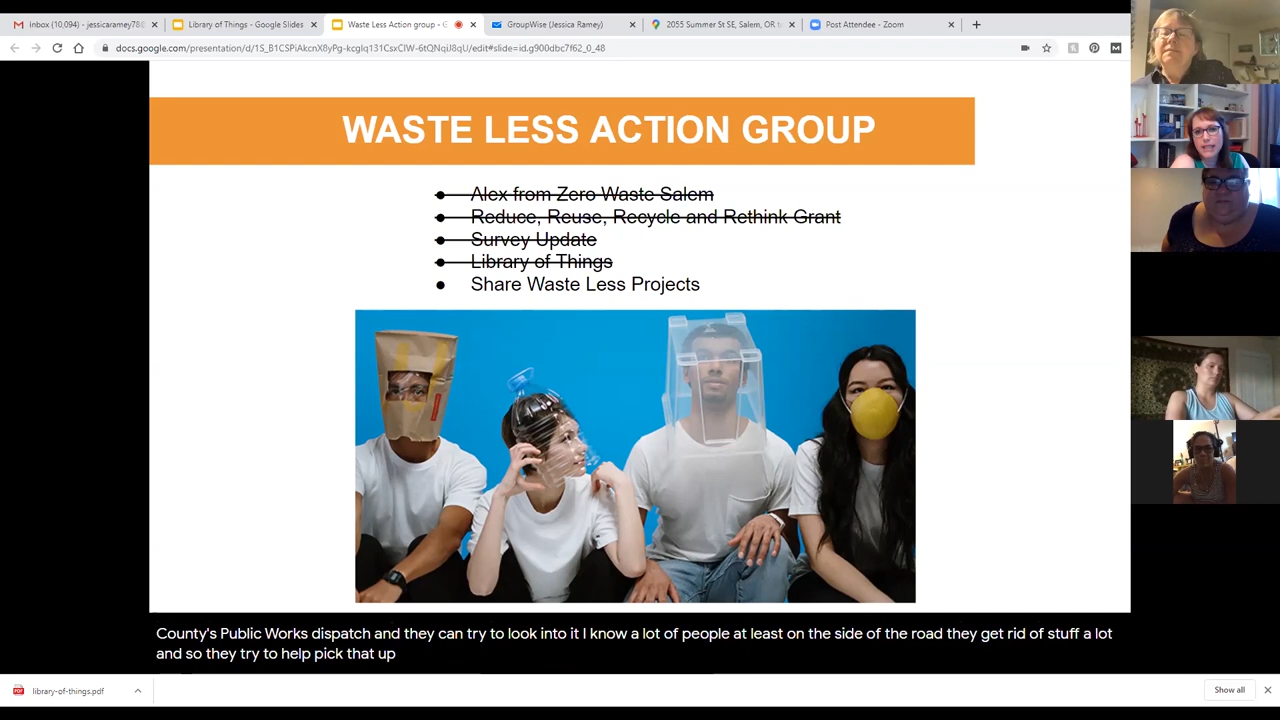 Inbox (10,094) - jessicaramey78@
Library of Things - Google Slides
Waste Less Action group - G
GroupWise (Jessica Ramey)
2055 Summer St SE, Salem, OR
Post Attendee - Zoom
docs.google.com/presentation/d/1S_B1CSPiAkcnX8yPg-kcgIq131CsxClW-6tQNqiJ8qU/edit#slide=id.g900dbc7f62_0_48
WASTE LESS ACTION GROUP
Alex from Zero Waste Salem
Reduce, Reuse, Recycle and Rethink Grant
Survey Update
Library of Things
Share Waste Less Projects
County's Public Works dispatch and they can try to look into it I know a lot of people at least on the side of the road they get rid of stuff a lot
and so they try to help pick that up
library-of-things.pdf
Show all